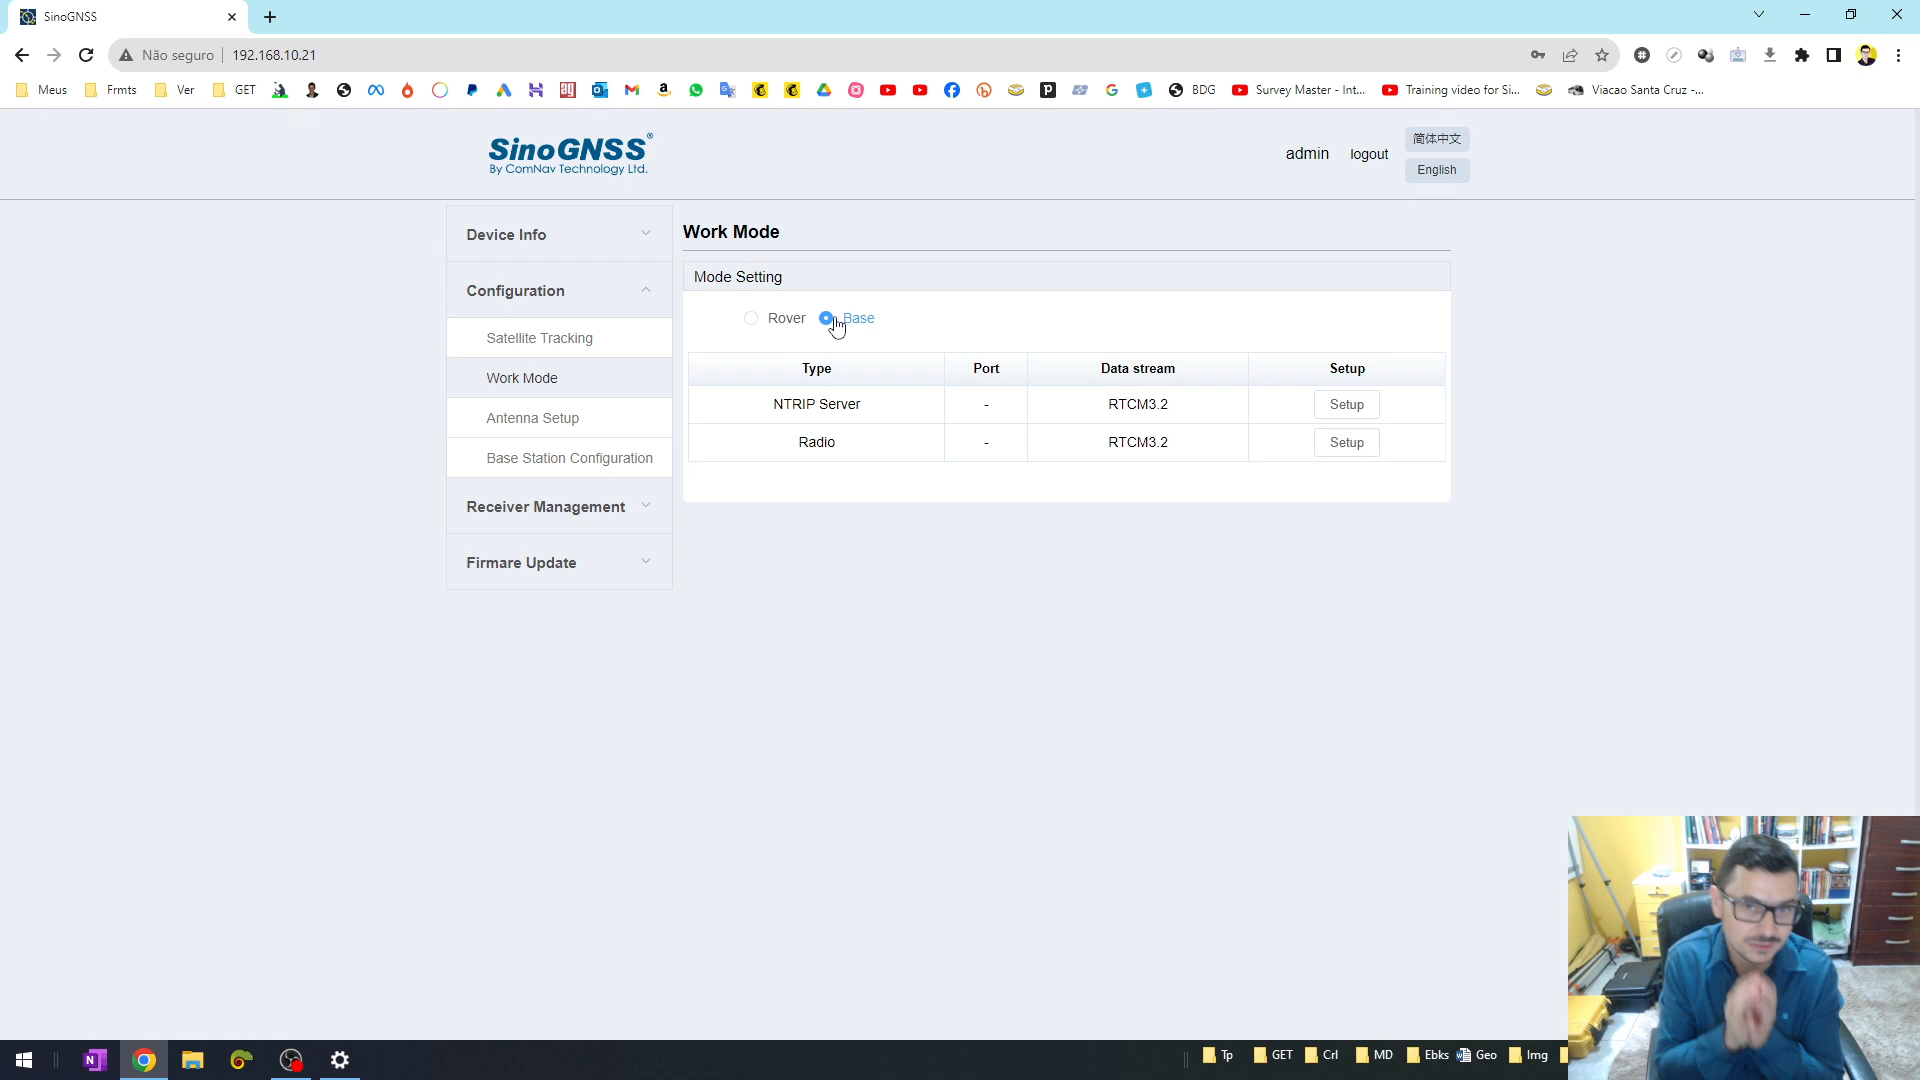 SinoGNSS
Não seguro
192.168.10.21
Meus
Frmts
Ver
GET
BDG
Survey Master - Int...
Training video for Si...
Viacao Santa Cruz -...
SinoGNSS®
By ComNav Technology Ltd.
admin
logout
简体中文
English
Device Info
Configuration
Satellite Tracking
Work Mode
Antenna Setup
Base Station Configuration
Receiver Management
Firmare Update
Work Mode
Mode Setting
Rover
Base
Type
Port
Data stream
Setup
NTRIP Server
-
RTCM3.2
Setup
Radio
-
RTCM3.2
Setup
Tp
GET
Crl
MD
Ebks
Geo
Img